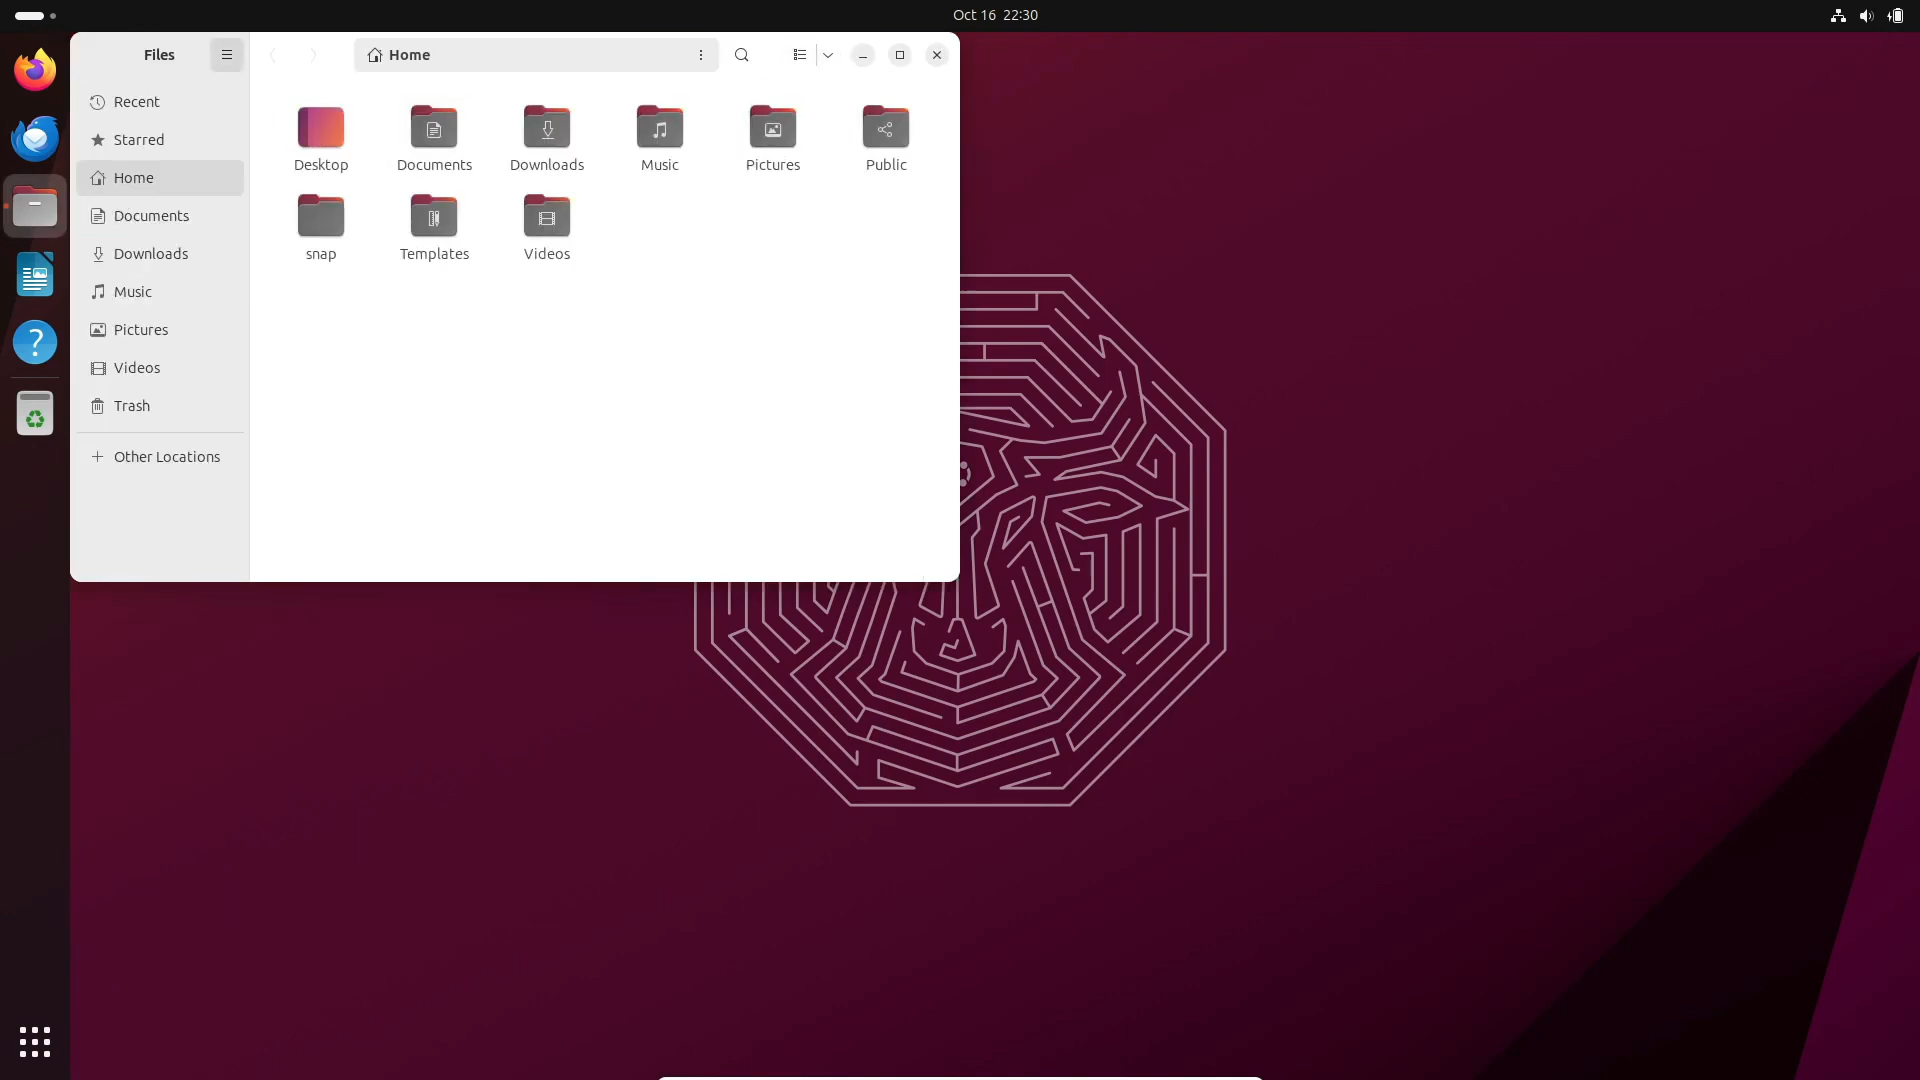 Oct 16 22:30
Files
Home
Recent
Starred
Home
Documents
Downloads
Music
Pictures
Videos
Trash
Other Locations
Desktop
Documents
Downloads
Music
Pictures
Public
snap
Templates
Videos